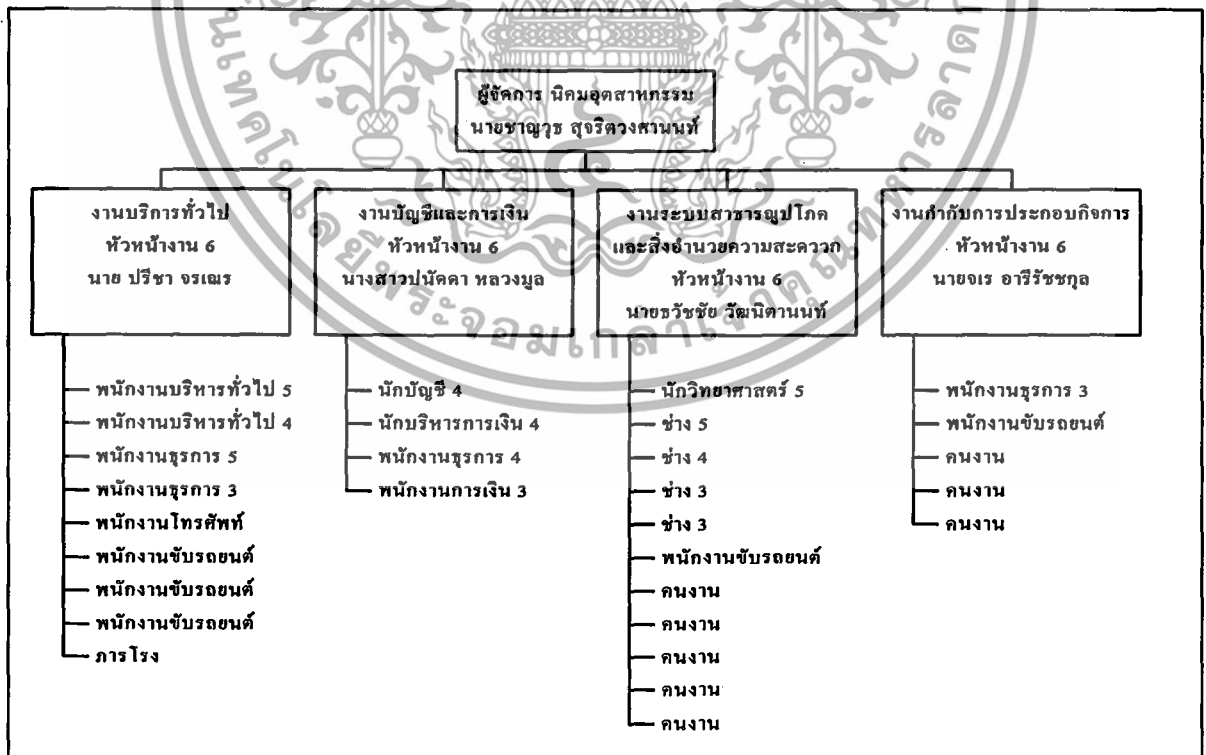 ผู้จัดการ นิคมอุตสาหกรรม
นายชาญวุธ สุจริตวงศานนท์
งานบริการทั่วไป
หัวหน้างาน 6
นาย ปรีชา จรเณร
งานบัญชีและการเงิน
หัวหน้างาน 6
นางสาวปนัดดา หลวงมูล
งานระบบสาธารณูปโภค
และสิ่งอำนวยความสะดวก
หัวหน้างาน 6
นายธวัชชัย วัฒนิตานนท์
งานกำกับการประกอบกิจการ
หัวหน้างาน 6
นายจเร อารีรัชชกุล
พนักงานบริหารทั่วไป 5
พนักงานบริหารทั่วไป 4
พนักงานธุรการ 5
พนักงานธุรการ 3
พนักงานโทรศัพท์
พนักงานขับรถยนต์
พนักงานขับรถยนต์
พนักงานขับรถยนต์
ภารโรง
นักบัญชี 4
นักบริหารการเงิน 4
พนักงานธุรการ 4
พนักงานการเงิน 3
นักวิทยาศาสตร์ 5
ช่าง 5
ช่าง 4
ช่าง 3
ช่าง 3
พนักงานขับรถยนต์
คนงาน
คนงาน
คนงาน
คนงาน
คนงาน
พนักงานธุรการ 3
พนักงานขับรถยนต์
คนงาน
คนงาน
คนงาน